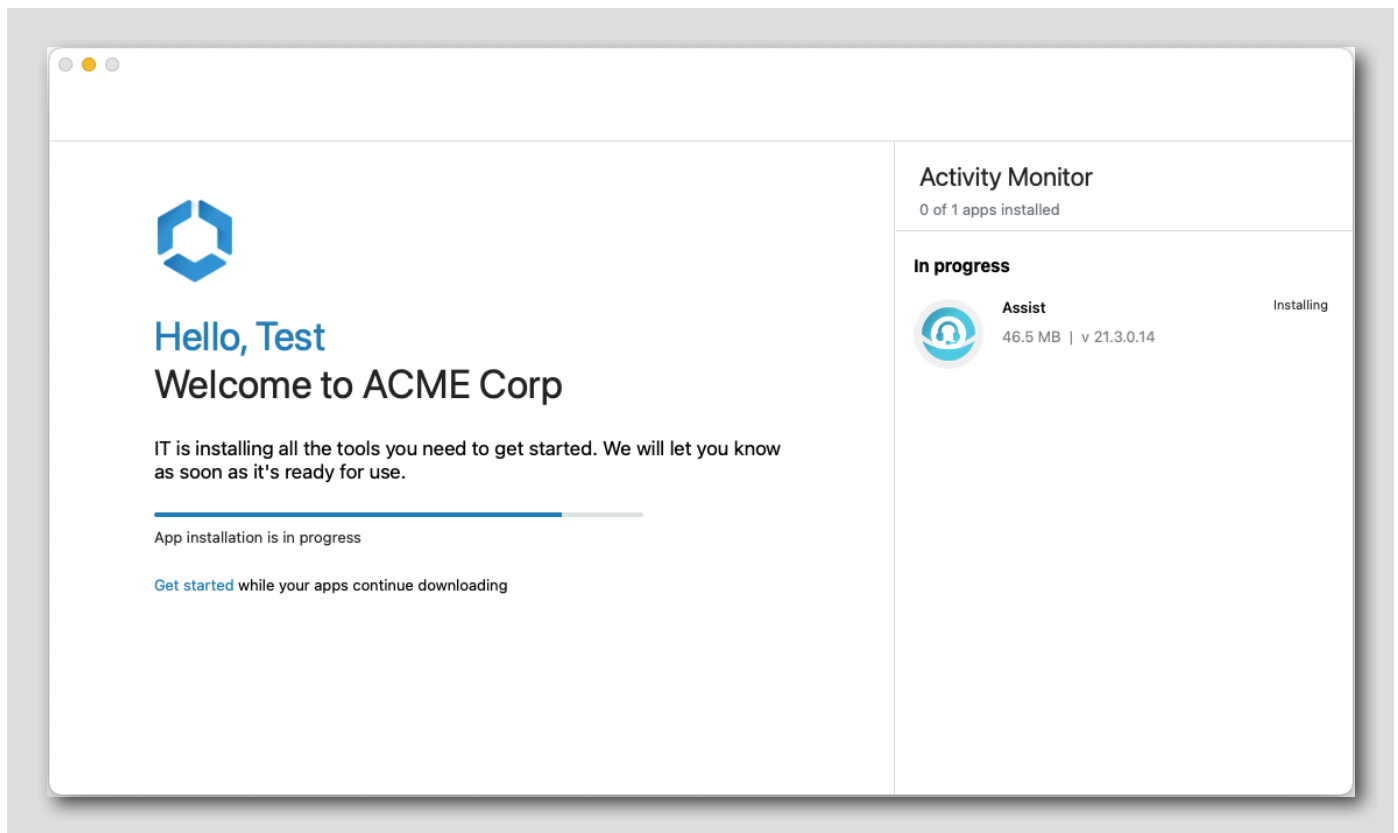 Hello, Test
Welcome to ACME Corp
IT is installing all the tools you need to get started. We will let you know
as soon as it's ready for use.
App installation is in progress
Get started while your apps continue downloading
Activity Monitor
0 of 1 apps installed
In progress
Assist
Installing
46.5 MB | v 21.3.0.14